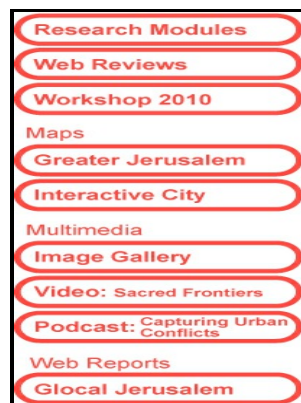 Research Modules
Web Reviews
Workshop 2010
Maps
Greater Jerusalem
Interactive City
Multimedia
Image Gallery
Video: Sacred Frontiers
Podcast: Capturing Urban
Conflicts
Web Reports
Glocal Jerusalem